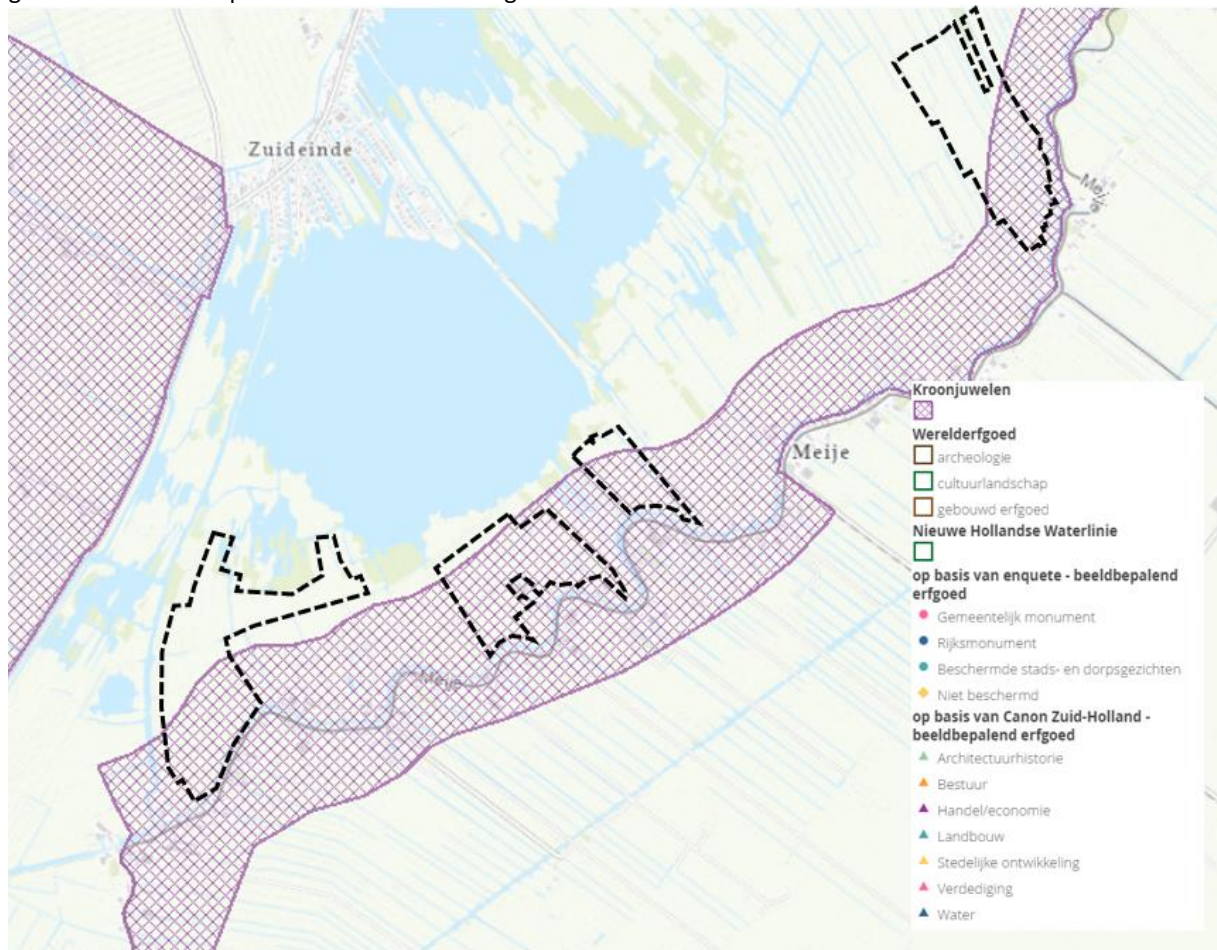 Zuideinde
Meije
Meije
Meije
Kroonjuwelen
Werelderfgoed
archeologie
cultuurlandschap
gebouwd erfgoed
Nieuwe Hollandse Waterlinie
op basis van enquete - beeldbepalend
erfgoed
Gemeentelijk monument
Rijksmonument
Beschermde stads- en dorpsgezichten
Niet beschermd
op basis van Canon Zuid-Holland -
beeldbepalend erfgoed
Architectuurhistorie
Bestuur
Handel/economie
Landbouw
Stedelijke ontwikkeling
Verdediging
Water